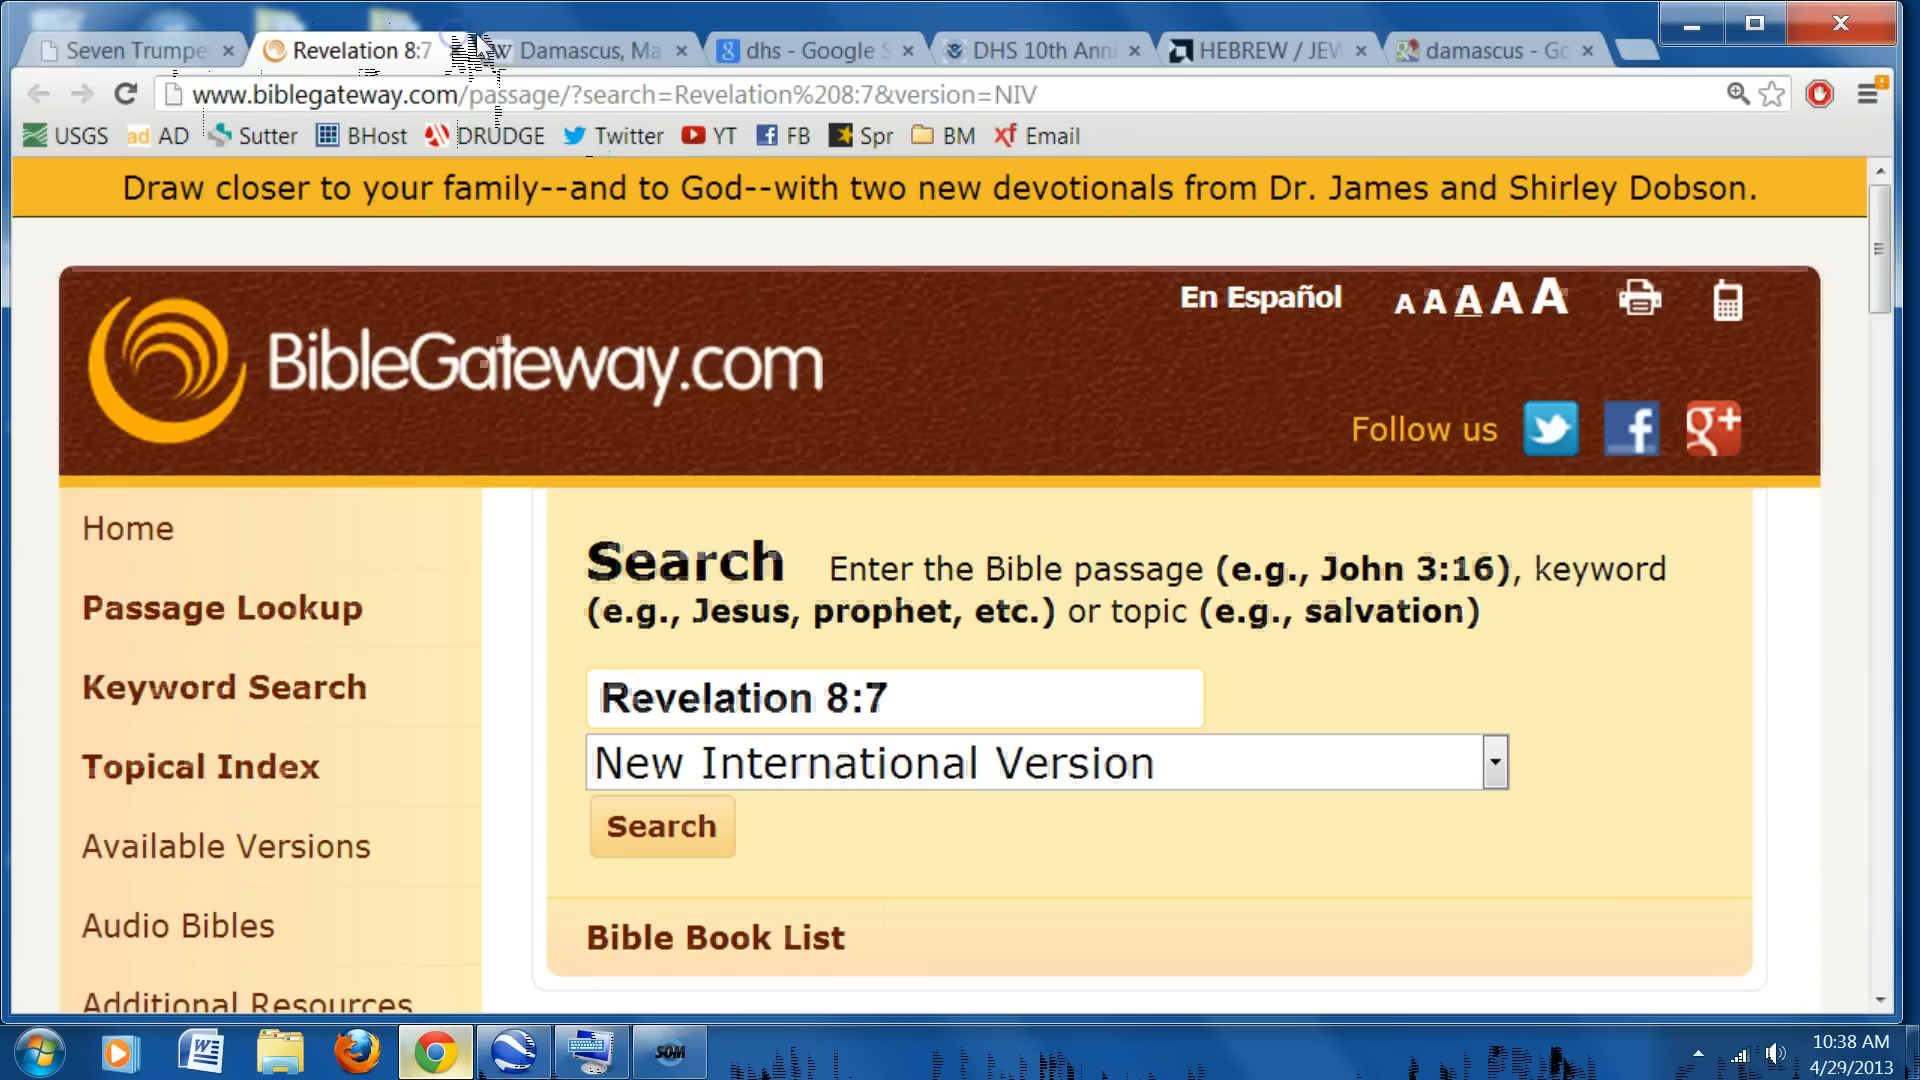 Seven Trumpe
Revelation 8:7
Damascus, Ma
dhs - Google S
DHS 10th Anni
HEBREW / JEW
damascus - Go
www.biblegateway.com/passage/?search=Revelation%208:7&version=NIV
USGS
ad AD
Sutter
BHost
DRUDGE
Twitter
YT
FB
Spr
BM
xf Email
Draw closer to your family--and to God--with two new devotionals from Dr. James and Shirley Dobson.
En Español
A A A A A
BibleGateway.com
Follow us
Home
Passage Lookup
Keyword Search
Topical Index
Available Versions
Audio Bibles
Additional Resources
Search Enter the Bible passage (e.g., John 3:16), keyword
(e.g., Jesus, prophet, etc.) or topic (e.g., salvation)
Revelation 8:7
New International Version
Search
Bible Book List
SOM
10:38 AM
4/29/2013